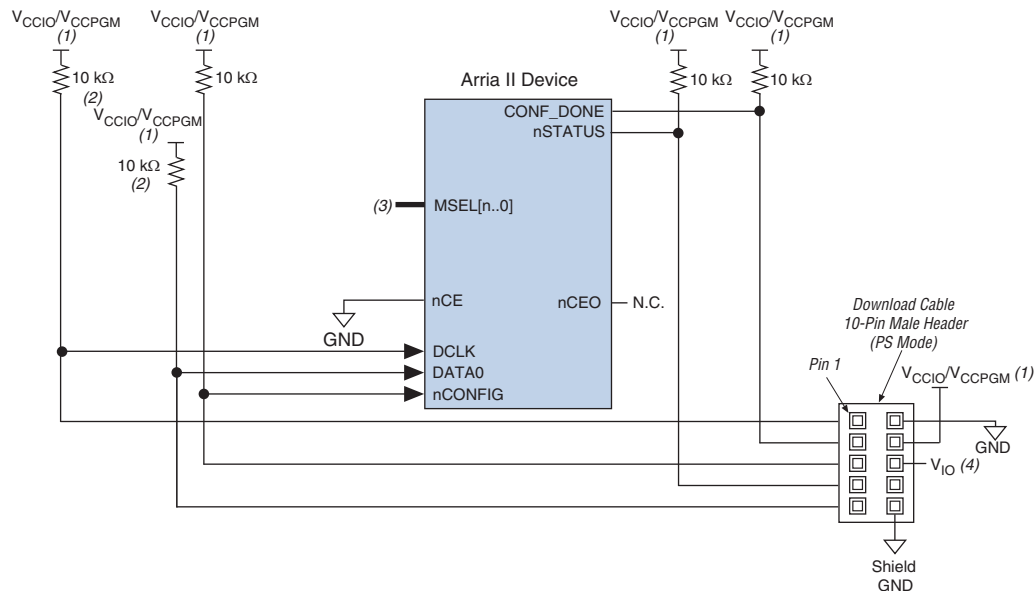 VCCIO/VCCPGM
(1)
10 kΩ
(2)
VCCIO/VCCPGM
(1)
10 kΩ
VCCIO/VCCPGM
(1)
10 kΩ
(2)
VCCIO/VCCPGM
(1)
10 kΩ
VCCIO/VCCPGM
(1)
10 kΩ
Arria II Device
CONF_DONE
nSTATUS
(3)
MSEL[n..0]
nCE
GND
nCEO
N.C.
DCLK
DATA0
nCONFIG
Download Cable
10-Pin Male Header
(PS Mode)
Pin 1
VCCIO/VCCPGM (1)
GND
VIO (4)
Shield
GND